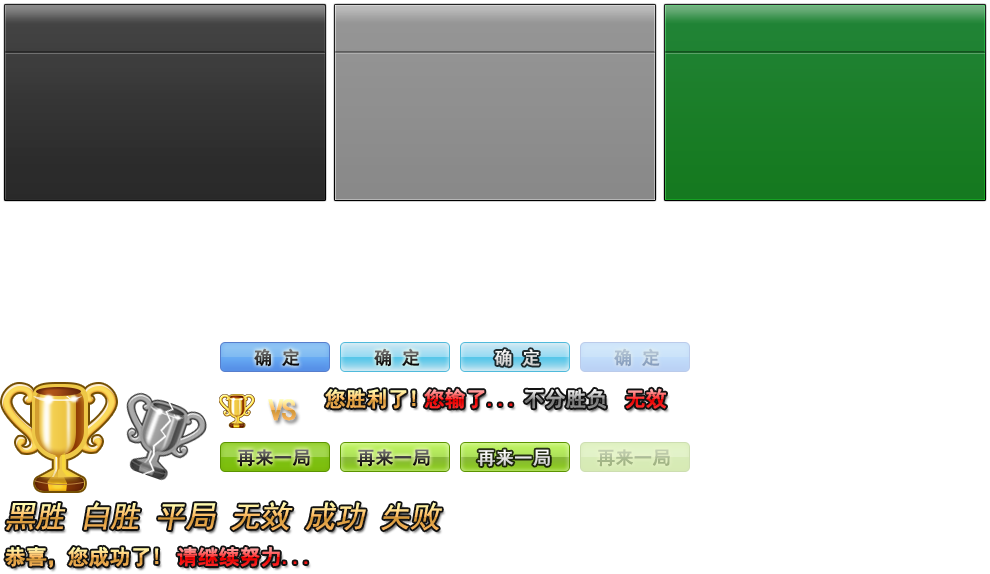 确 定 确 定 确 定 确 定
VS 您胜利了! 您输了... 不分胜负 无效
再来一局 再来一局 再来一局 再来一局
黑胜 白胜 平局 无效 成功 失败
恭喜，您成功了! 请继续努力...